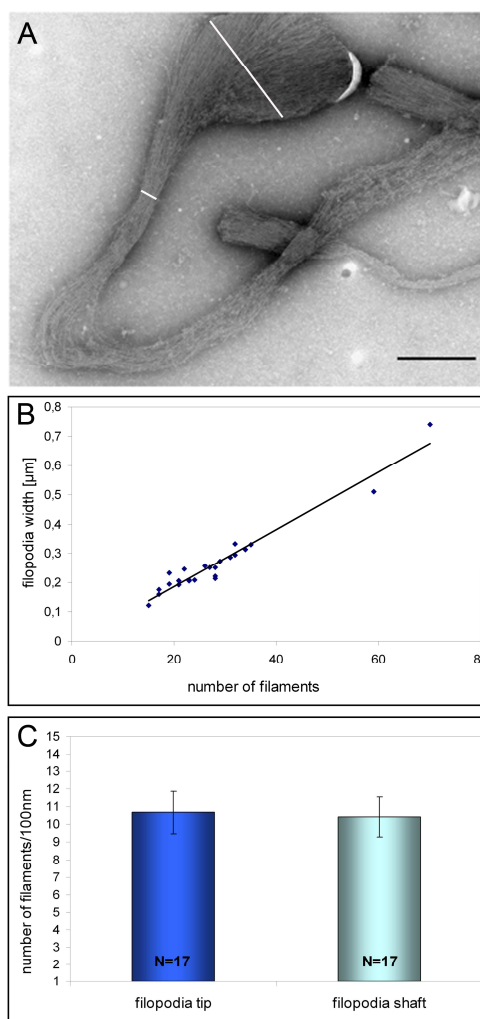 A
B
0,8
0,7
0,6
0,5
0,4
0,3
0,2
0,1
0
filopodia width [µm]
0 20 40 60 80
number of filaments
C
15
14
13
12
11
10
9
8
7
6
5
4
3
2
1
number of filaments/100nm
N=17 N=17
filopodia tip filopodia shaft